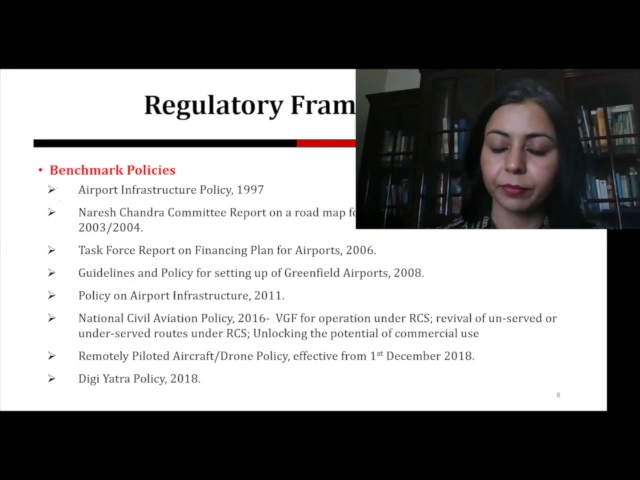 Regulatory Fram
• Benchmark Policies
➢ Airport Infrastructure Policy, 1997
➢ Naresh Chandra Committee Report on a road map
2003/2004.
➢ Task Force Report on Financing Plan for Airports, 2006.
➢ Guidelines and Policy for setting up of Greenfield Airports, 2008.
➢ Policy on Airport Infrastructure, 2011.
➢ National Civil Aviation Policy, 2016- VGF for operation under RCS; revival of un-served or
under-served routes under RCS; Unlocking the potential of commercial use
➢ Remotely Piloted Aircraft/Drone Policy, effective from 1st December 2018.
➢ Digi Yatra Policy, 2018.
8